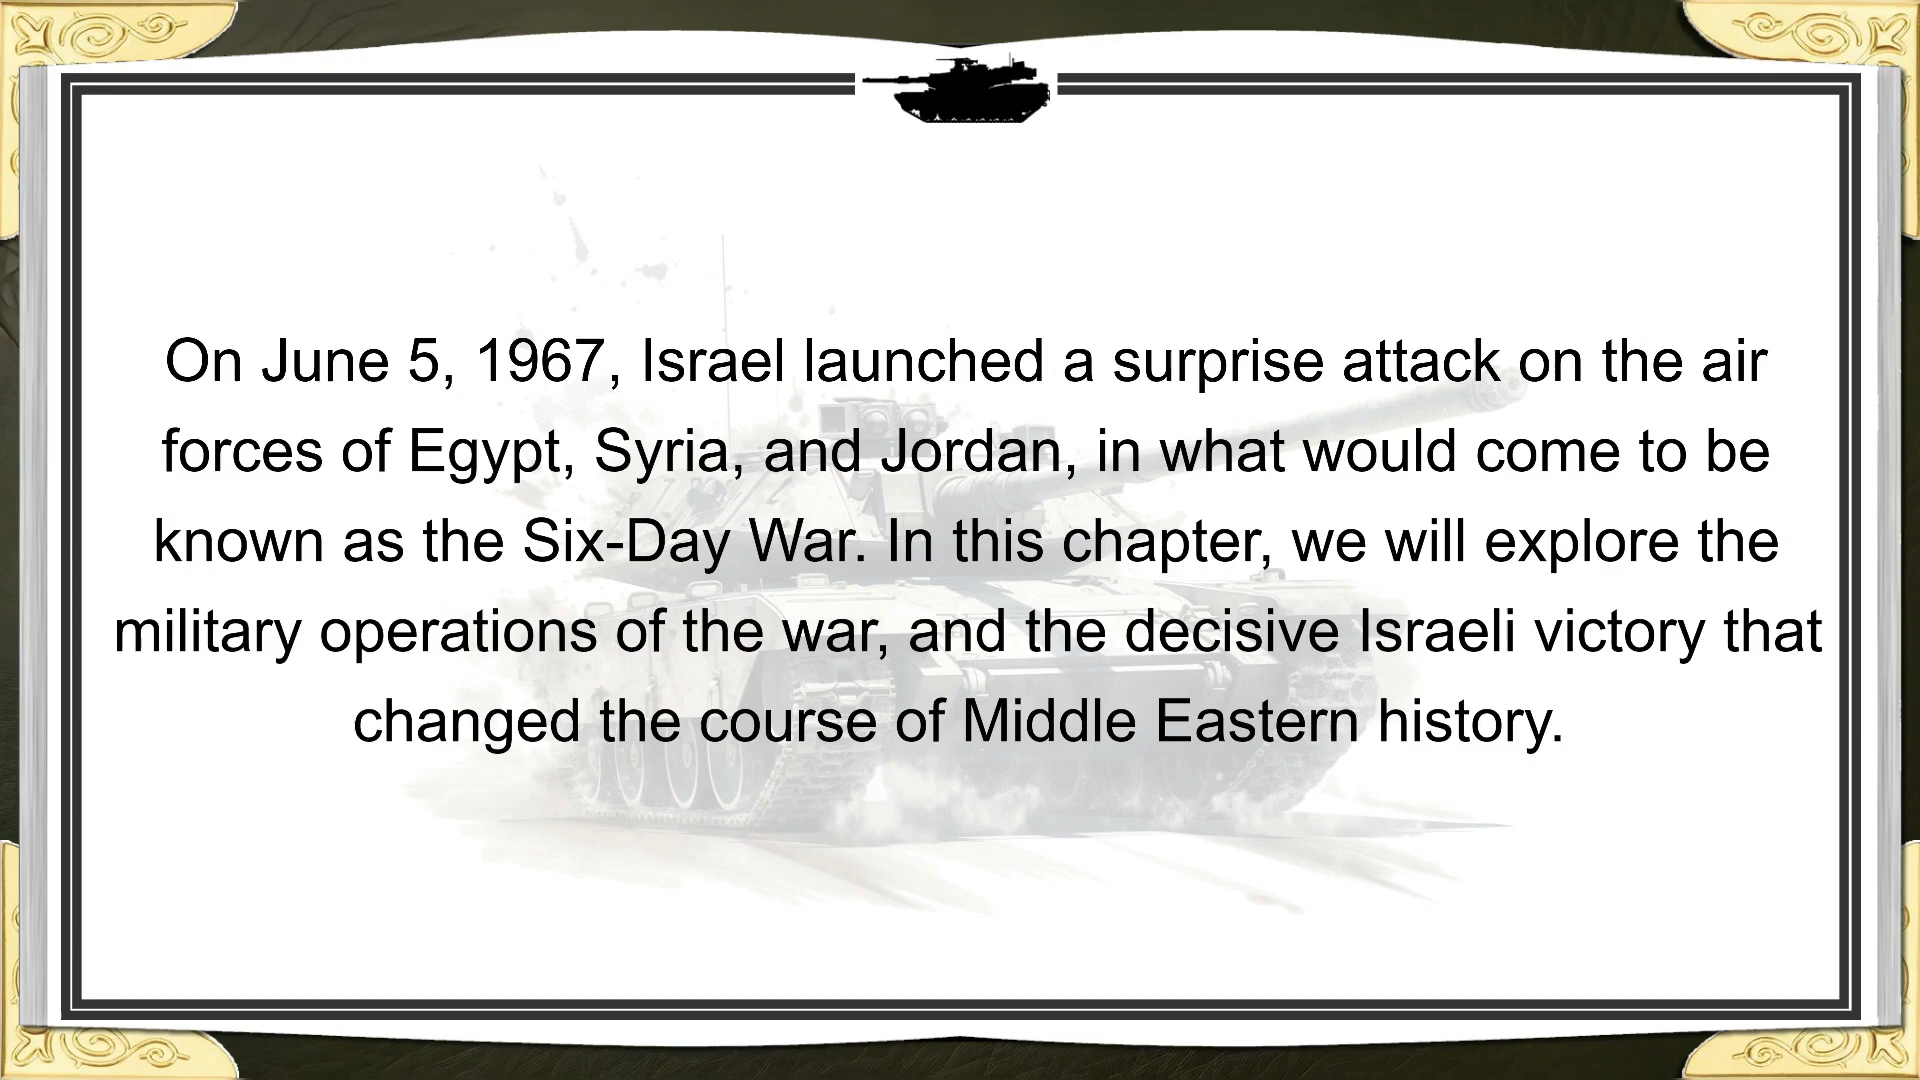 On June 5, 1967, Israel launched a surprise attack on the air
forces of Egypt, Syria, and Jordan, in what would come to be
known as the Six-Day War. In this chapter, we will explore the
military operations of the war, and the decisive Israeli victory that
changed the course of Middle Eastern history.